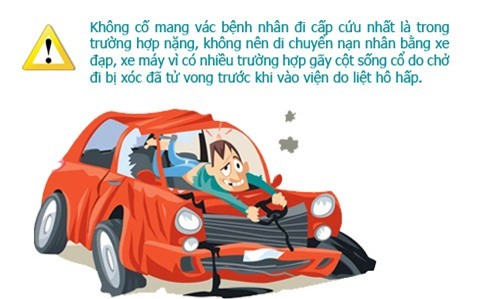 Không cố mang vác bệnh nhân đi cấp cứu nhất là trong
trường hợp nặng, không nên di chuyển nạn nhân bằng xe
đạp, xe máy vì có nhiều trường hợp gãy cột sống cổ do chở
đi bị xóc đã tử vong trước khi vào viện do liệt hô hấp.